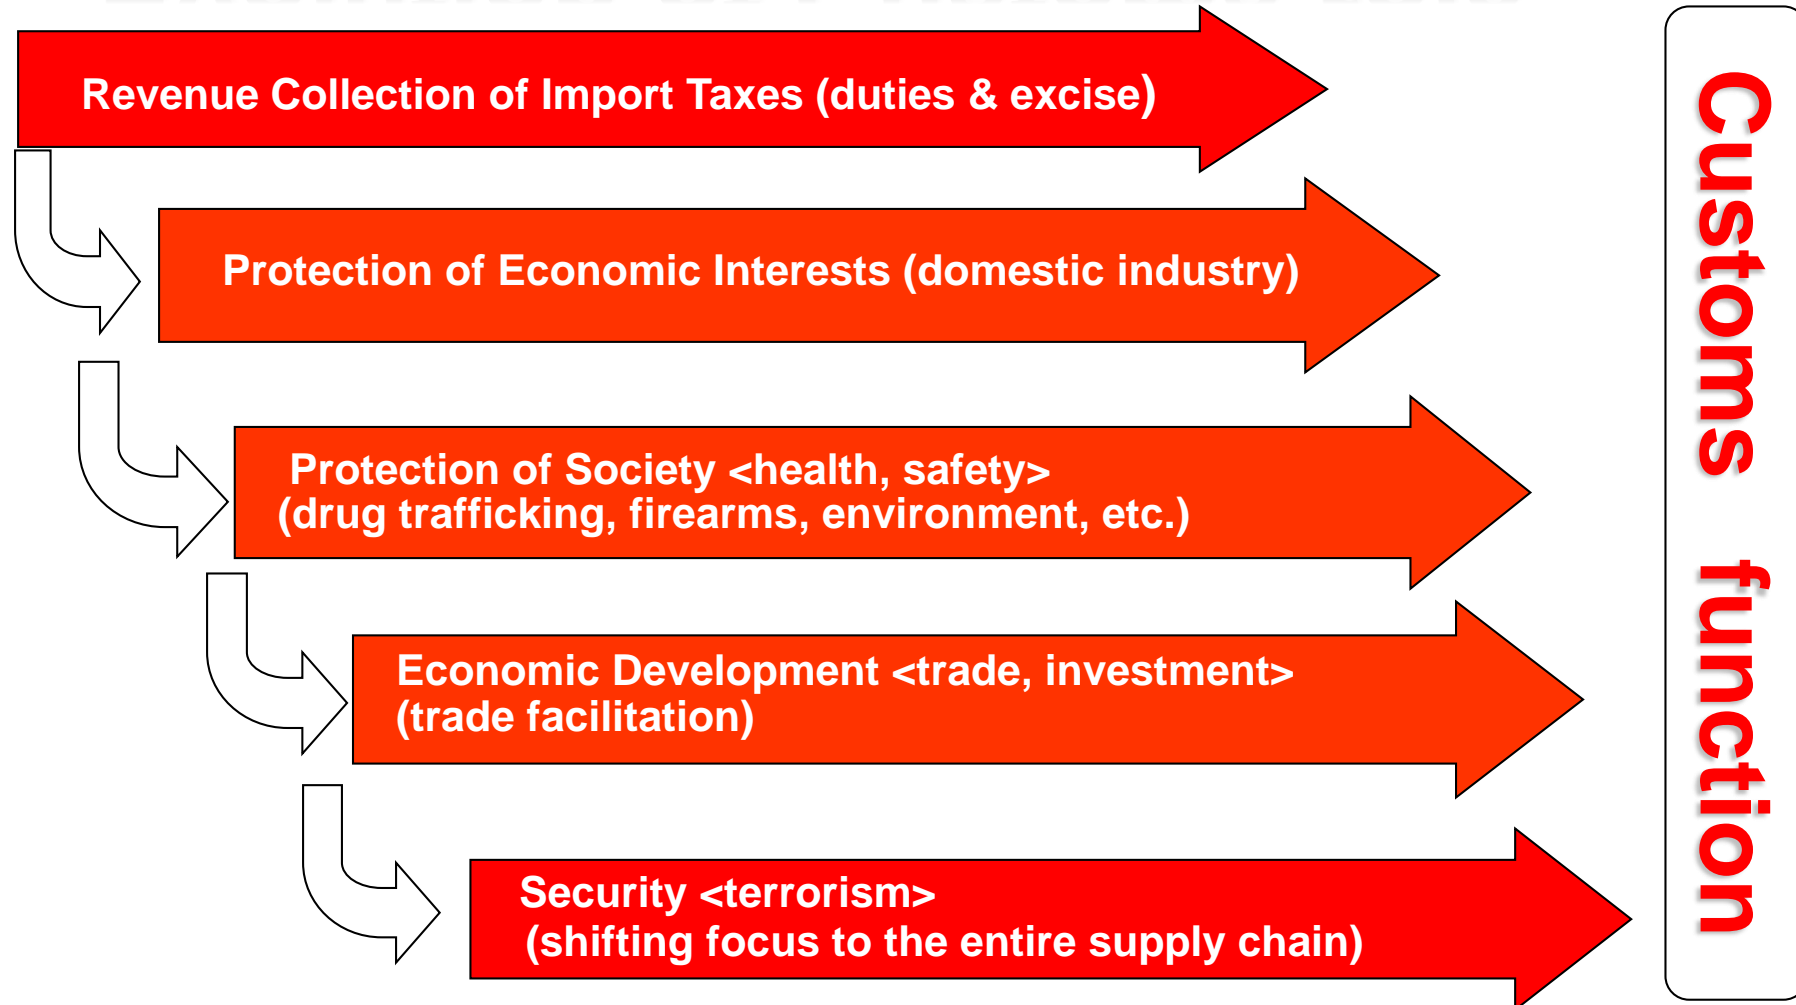 Revenue Collection of Import Taxes (duties & excise)
Protection of Economic Interests (domestic industry)
Protection of Society <health, safety>
(drug trafficking, firearms, environment, etc.)
Economic Development <trade, investment>
(trade facilitation)
Security <terrorism>
(shifting focus to the entire supply chain)
Customs function